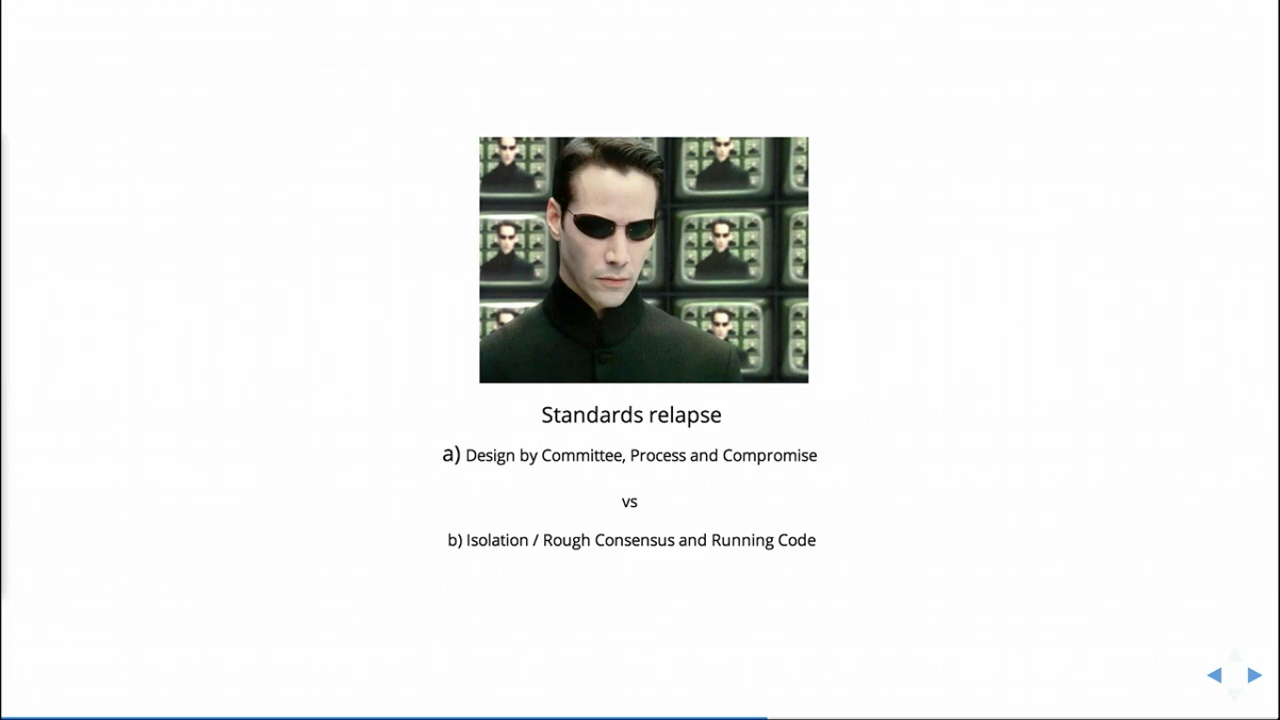 Standards relapse
a) Design by Committee, Process and Compromise
vs
b) Isolation / Rough Consensus and Running Code